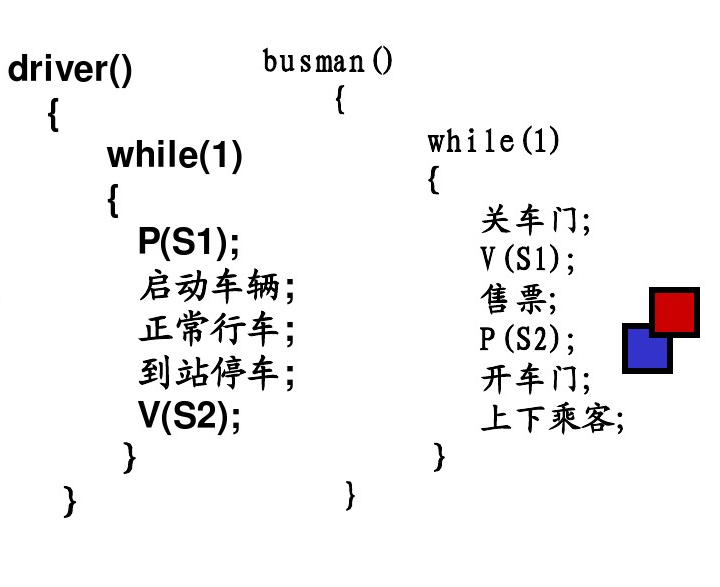 driver()
{
while(1)
{
P(S1);
启动车辆;
正常行车;
到站停车;
V(S2);
}
}
busman()
{
while(1)
{
关车门;
V(S1);
售票;
P(S2);
开车门;
上下乘客;
}
}